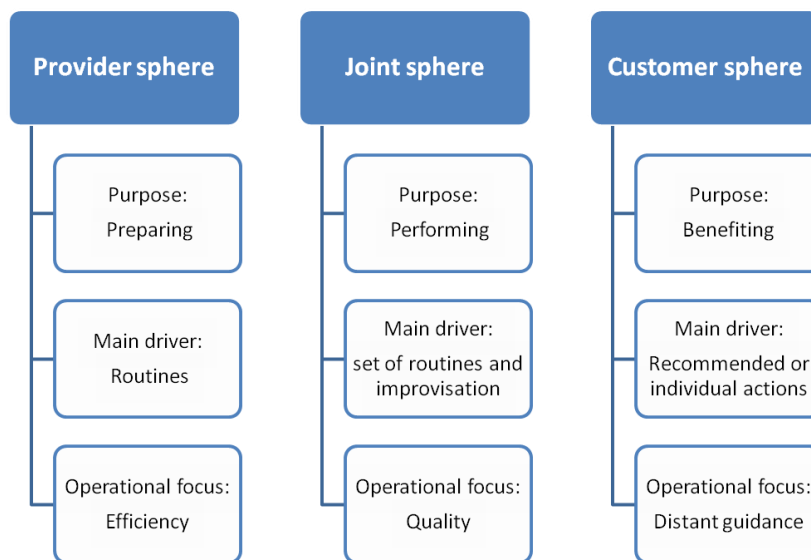 Provider sphere
Purpose:
Preparing
Main driver:
Routines
Operational focus:
Efficiency
Joint sphere
Purpose:
Performing
Main driver:
set of routines and
improvisation
Operational focus:
Quality
Customer sphere
Purpose:
Benefiting
Main driver:
Recommended or
individual actions
Operational focus:
Distant guidance